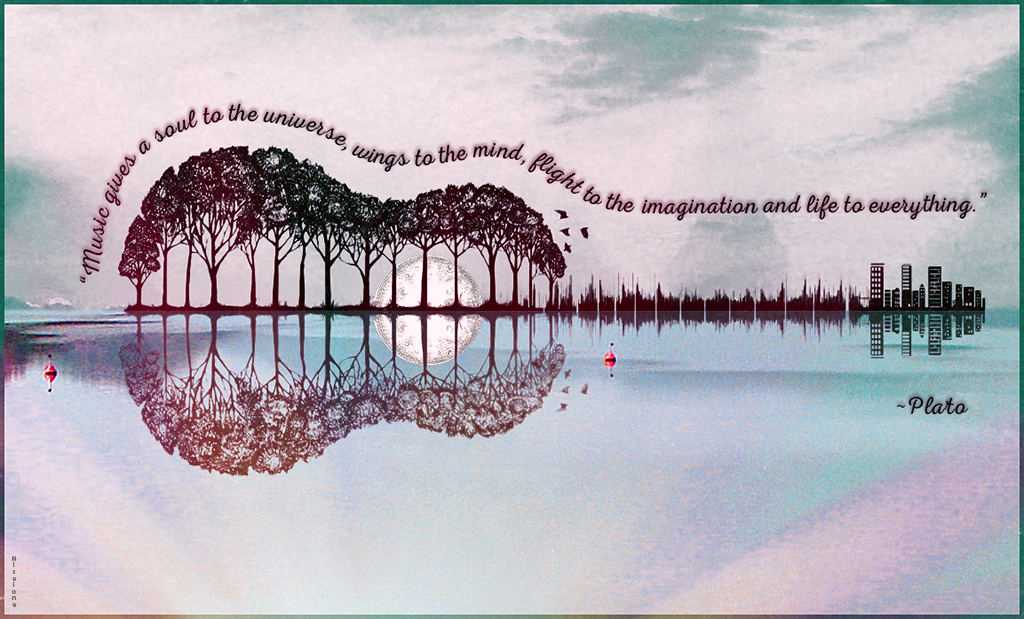 “Music gives a soul to the universe, wings to the mind, flight to the imagination and life to everything.”
~Plato
Nisalona